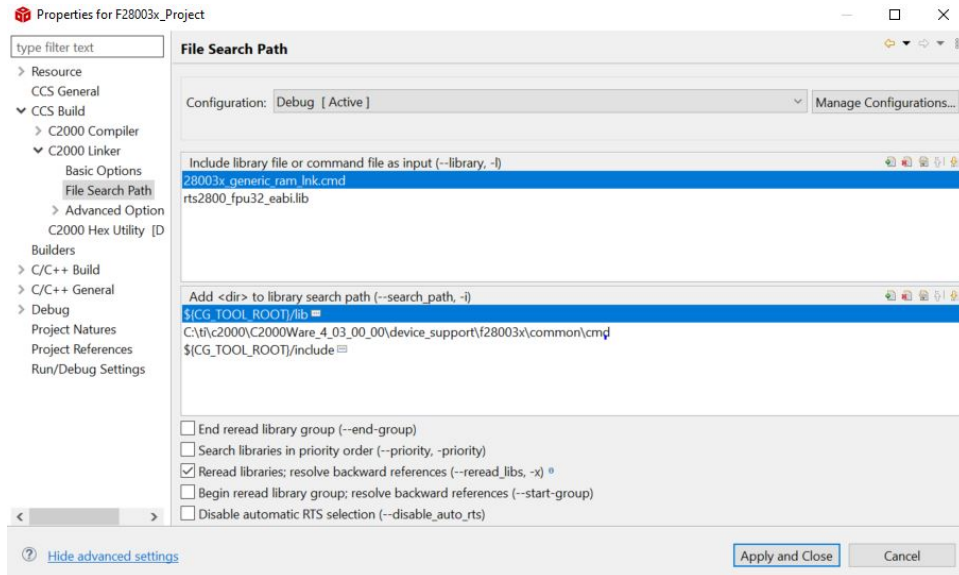 Properties for F28003x_Project
type filter text
Resource
CCS General
CCS Build
C2000 Compiler
C2000 Linker
Basic Options
File Search Path
Advanced Option
C2000 Hex Utility [D
Builders
C/C++ Build
C/C++ General
Debug
Project Natures
Project References
Run/Debug Settings
File Search Path
Configuration: Debug [ Active ]
Manage Configurations...
Include library file or command file as input (--library, -l)
28003x_generic_ram_lnk.cmd
rts2800_fpu32_eabi.lib
Add <dir> to library search path (--search_path, -i)
${CG_TOOL_ROOT}/lib
C:\ti\c2000\C2000Ware_4_03_00_00\device_support\f28003x\common\cmd
${CG_TOOL_ROOT}/include
End reread library group (--end-group)
Search libraries in priority order (--priority, -priority)
Reread libraries; resolve backward references (--reread_libs, -x)
Begin reread library group; resolve backward references (--start-group)
Disable automatic RTS selection (--disable_auto_rts)
Hide advanced settings
Apply and Close
Cancel